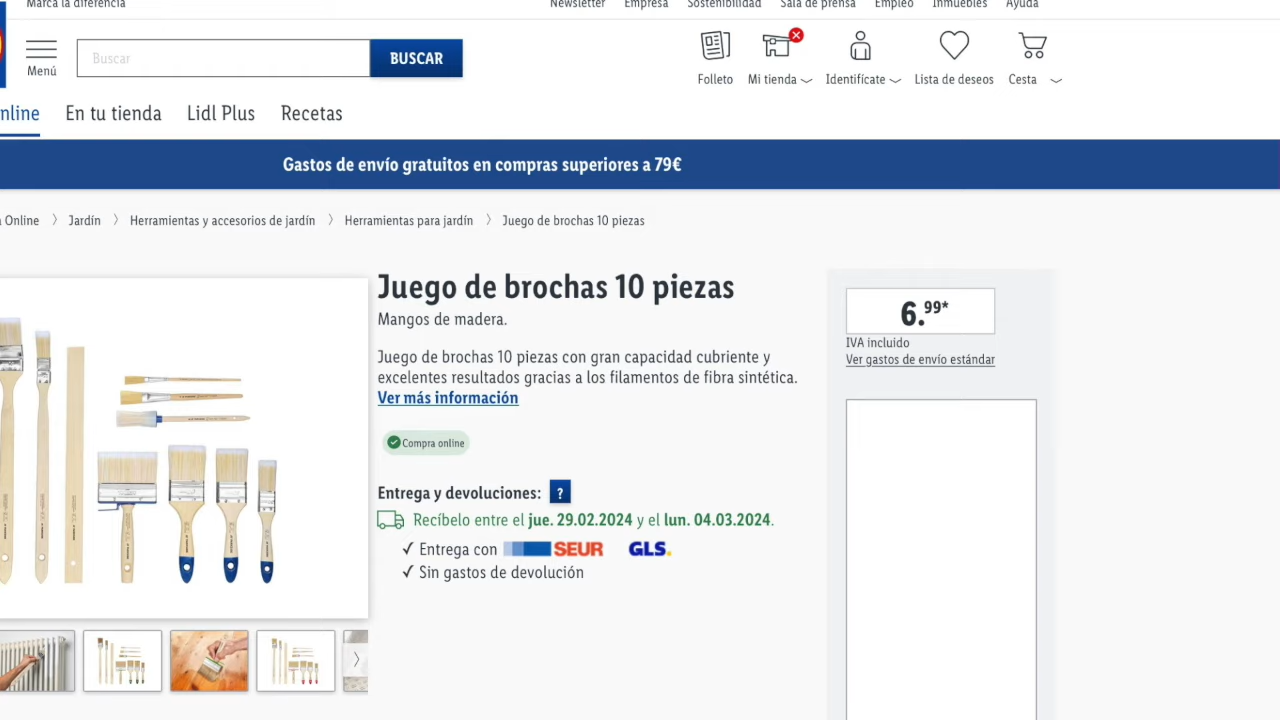 Marca la diferencia
Newsletter Empresa Sostenibilidad Sala de prensa Empleo Inmuebles Ayuda
Menú
Buscar
BUSCAR
Folleto Mi tienda Identifícate Lista de deseos Cesta
nline En tu tienda Lidl Plus Recetas
Gastos de envío gratuitos en compras superiores a 79€
Online > Jardín > Herramientas y accesorios de jardín > Herramientas para jardín > Juego de brochas 10 piezas
Juego de brochas 10 piezas
Mangos de madera.
Juego de brochas 10 piezas con gran capacidad cubriente y
excelentes resultados gracias a los filamentos de fibra sintética.
Ver más información
Compra online
Entrega y devoluciones: ?
Recíbelo entre el jue. 29.02.2024 y el lun. 04.03.2024.
✓ Entrega con SEUR GLS.
✓ Sin gastos de devolución
6.99*
IVA incluido
Ver gastos de envío estándar